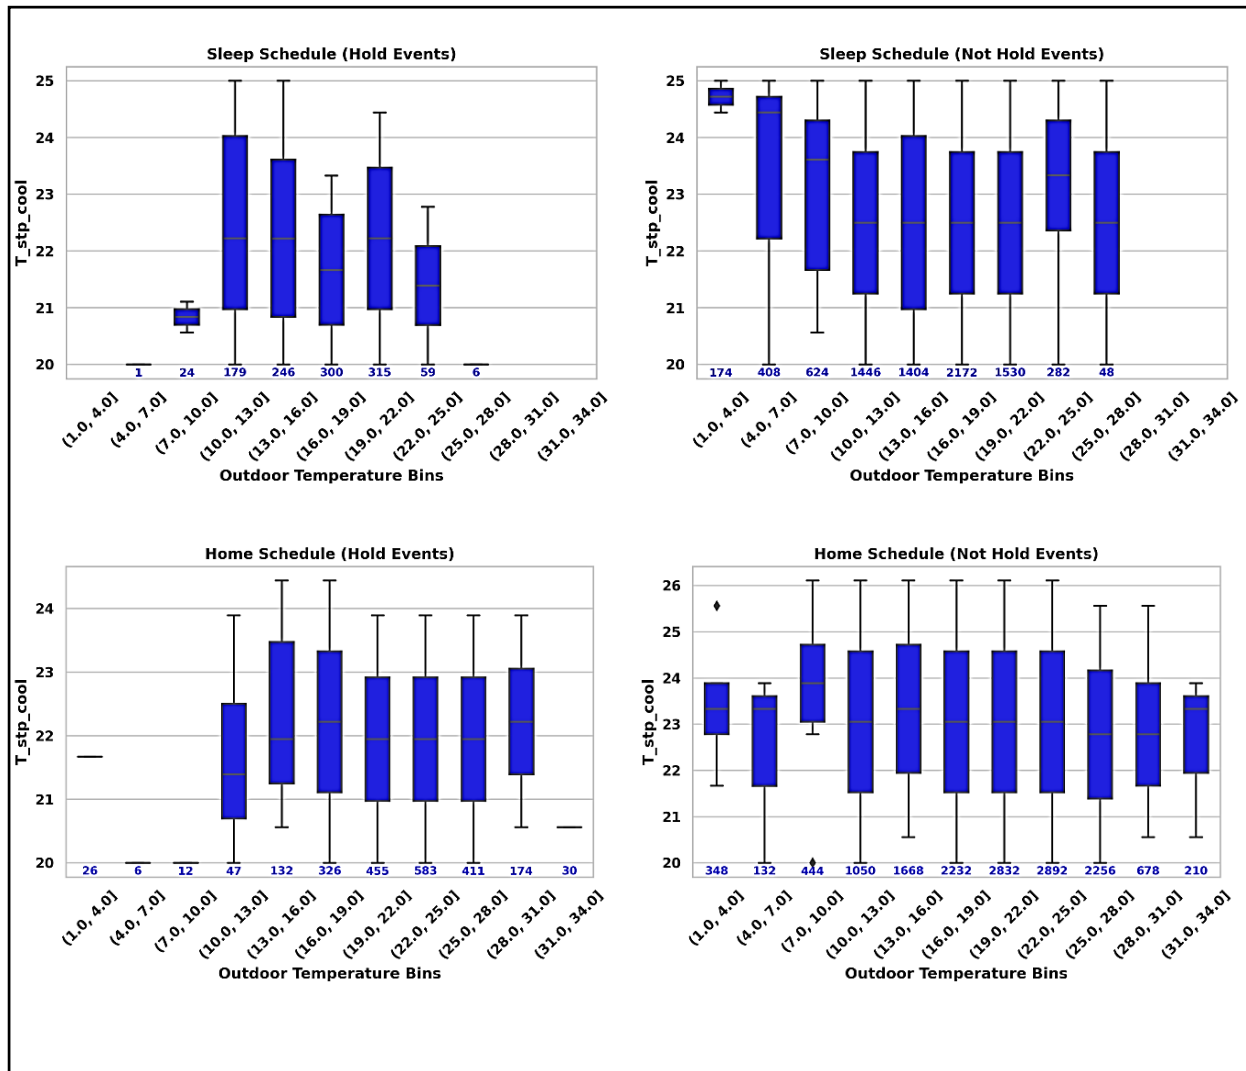 Sleep Schedule (Hold Events)
25
24
23
22
21
20
T_stp_cool
1 24 179 246 300 315 59 6
(1.0, 4.0] (4.0, 7.0] (7.0, 10.0] (10.0, 13.0] (13.0, 16.0] (16.0, 19.0] (19.0, 22.0] (22.0, 25.0] (25.0, 28.0] (28.0, 31.0] (31.0, 34.0]
Outdoor Temperature Bins
Sleep Schedule (Not Hold Events)
25
24
23
22
21
20
T_stp_cool
174 408 624 1446 1404 2172 1530 282 48
(1.0, 4.0] (4.0, 7.0] (7.0, 10.0] (10.0, 13.0] (13.0, 16.0] (16.0, 19.0] (19.0, 22.0] (22.0, 25.0] (25.0, 28.0] (28.0, 31.0] (31.0, 34.0]
Outdoor Temperature Bins
Home Schedule (Hold Events)
24
23
22
21
20
T_stp_cool
26 6 12 47 132 326 455 583 411 174 30
(1.0, 4.0] (4.0, 7.0] (7.0, 10.0] (10.0, 13.0] (13.0, 16.0] (16.0, 19.0] (19.0, 22.0] (22.0, 25.0] (25.0, 28.0] (28.0, 31.0] (31.0, 34.0]
Outdoor Temperature Bins
Home Schedule (Not Hold Events)
26
25
24
23
22
21
20
T_stp_cool
348 132 444 1050 1668 2232 2832 2892 2256 678 210
(1.0, 4.0] (4.0, 7.0] (7.0, 10.0] (10.0, 13.0] (13.0, 16.0] (16.0, 19.0] (19.0, 22.0] (22.0, 25.0] (25.0, 28.0] (28.0, 31.0] (31.0, 34.0]
Outdoor Temperature Bins